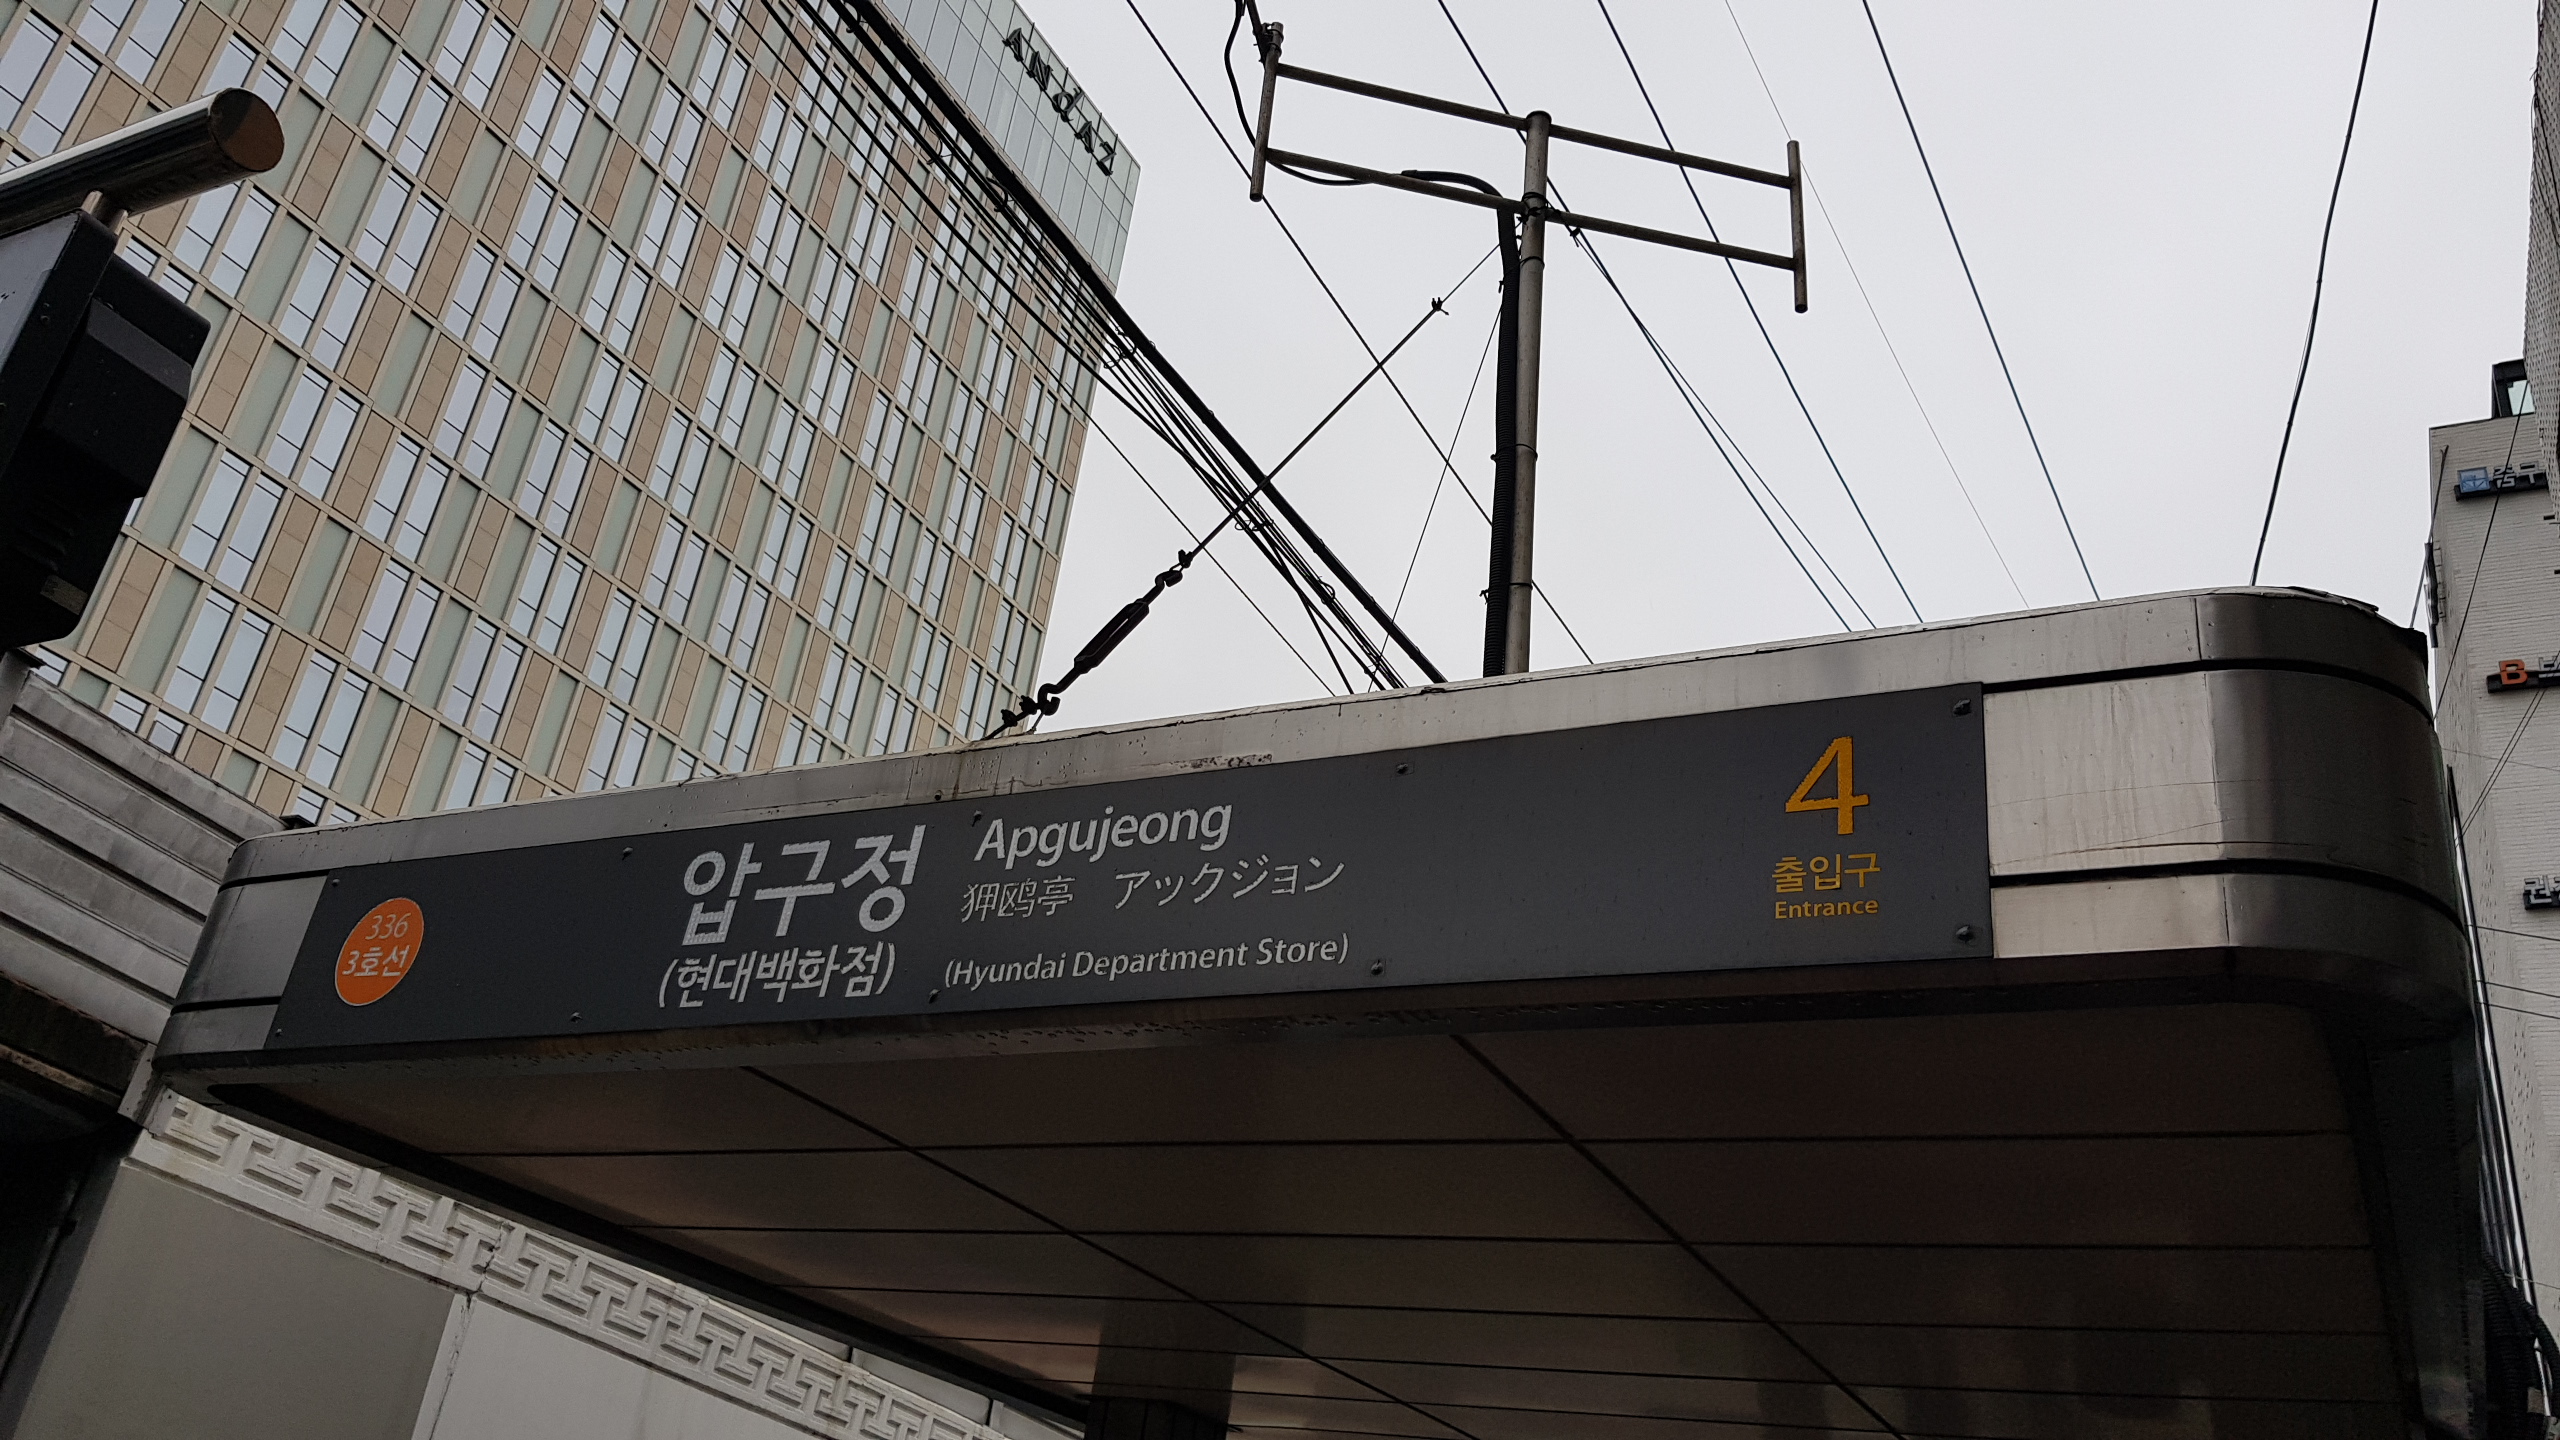 ANdAZ
336
3호선
압구정
(현대백화점)
Apgujeong
狎鸥亭 アックジョン
(Hyundai Department Store)
4
출입구
Entrance
B